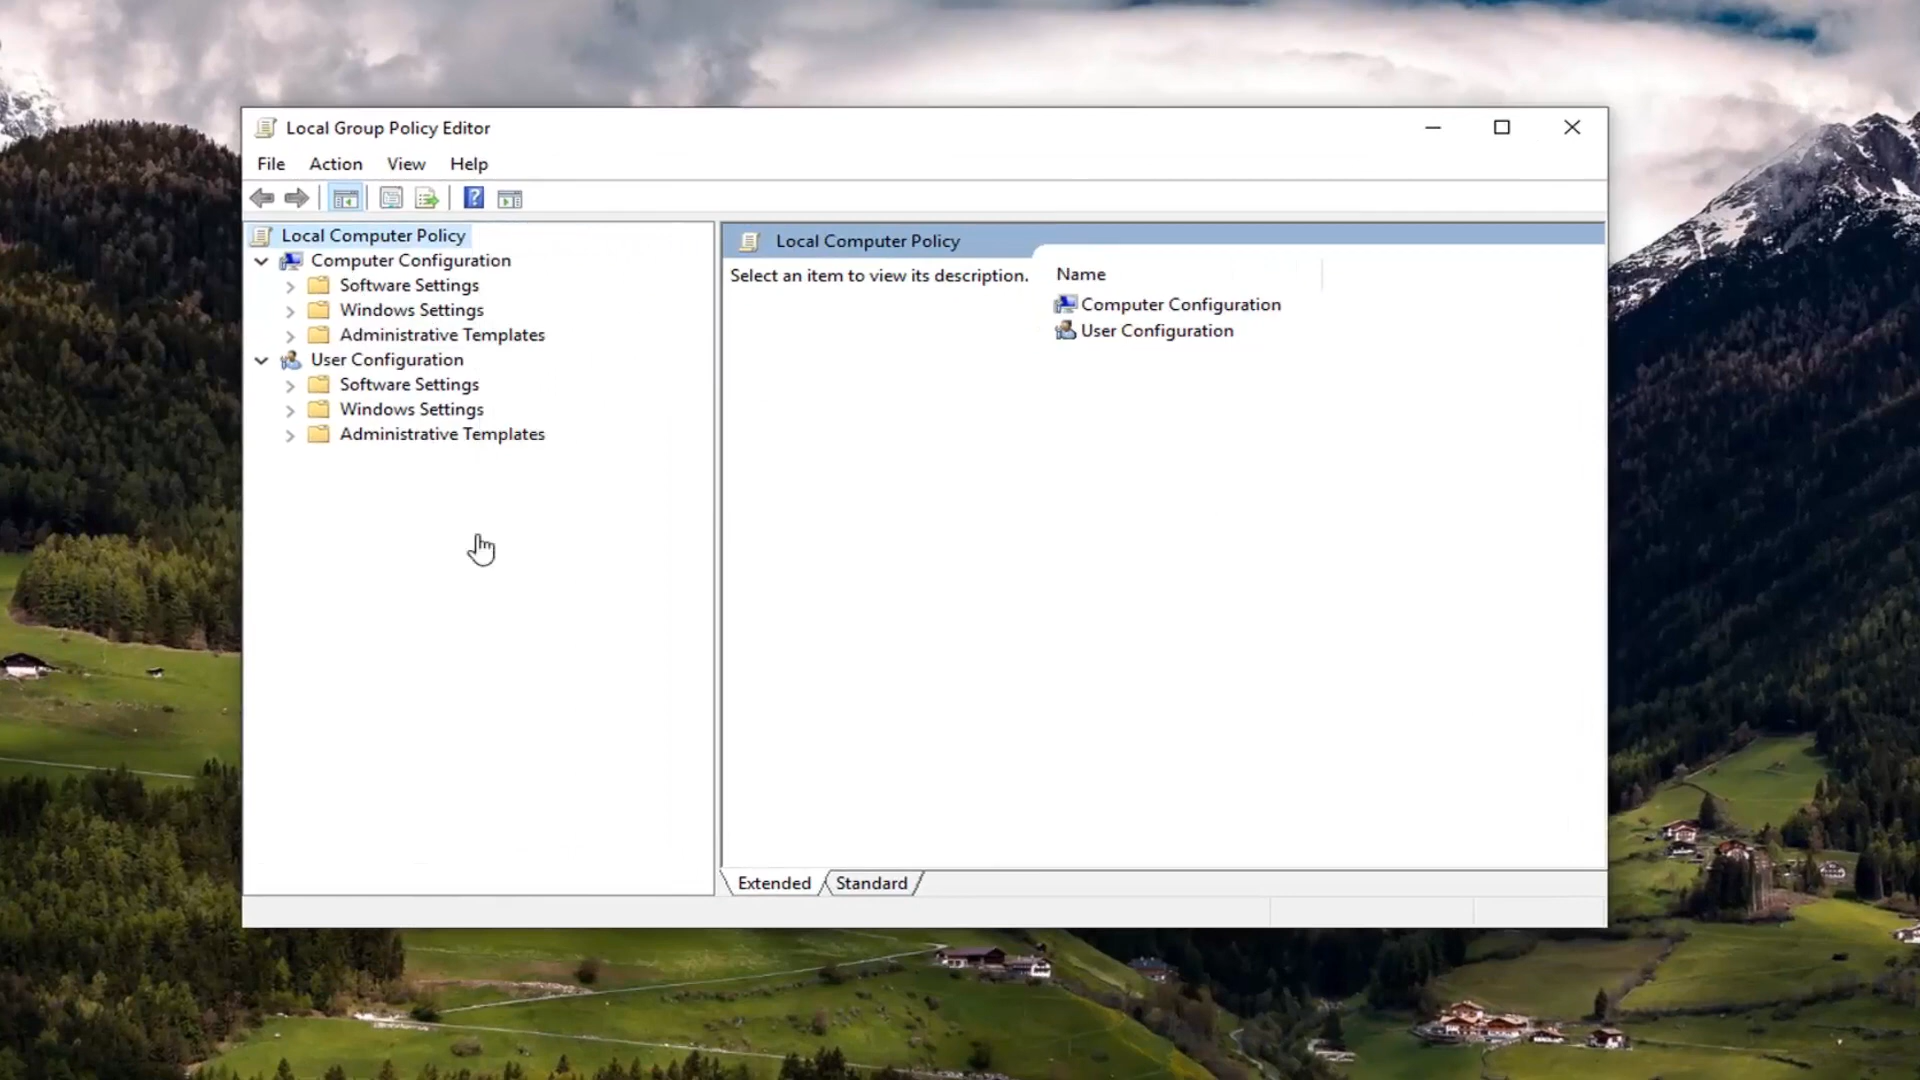 Local Group Policy Editor
File Action View Help
Local Computer Policy
Computer Configuration
Software Settings
Windows Settings
Administrative Templates
User Configuration
Software Settings
Windows Settings
Administrative Templates
Local Computer Policy
Select an item to view its description.
Name
Computer Configuration
User Configuration
Extended Standard